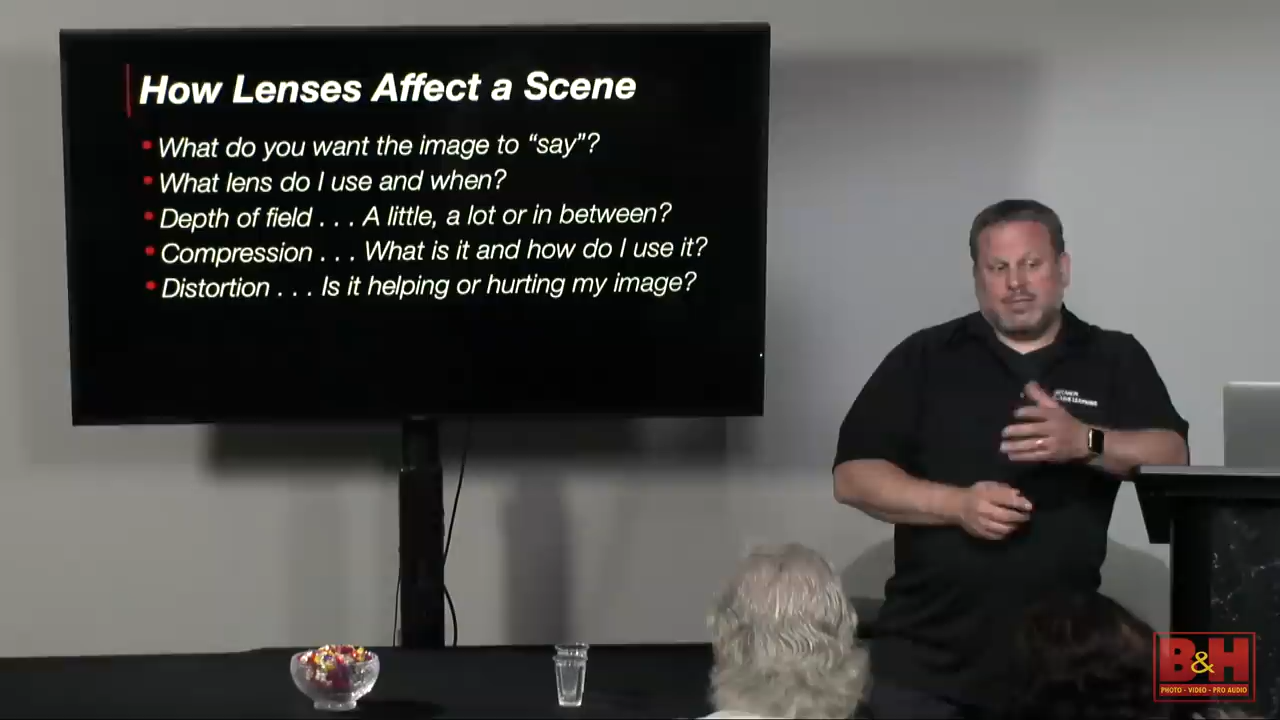 How Lenses Affect a Scene
• What do you want the image to “say”?
• What lens do I use and when?
• Depth of field . . . A little, a lot or in between?
• Compression . . . What is it and how do I use it?
• Distortion . . . Is it helping or hurting my image?
B&H
PHOTO - VIDEO - PRO AUDIO